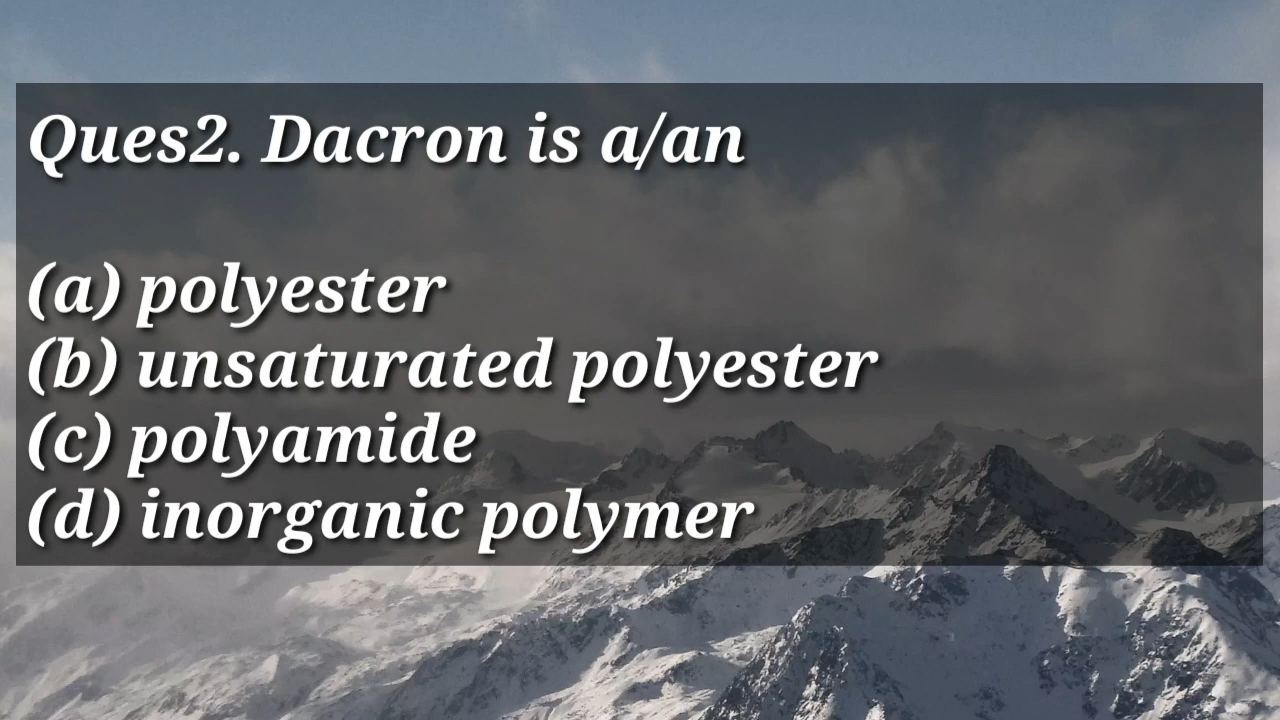 Ques2. Dacron is a/an
(a) polyester
(b) unsaturated polyester
(c) polyamide
(d) inorganic polymer